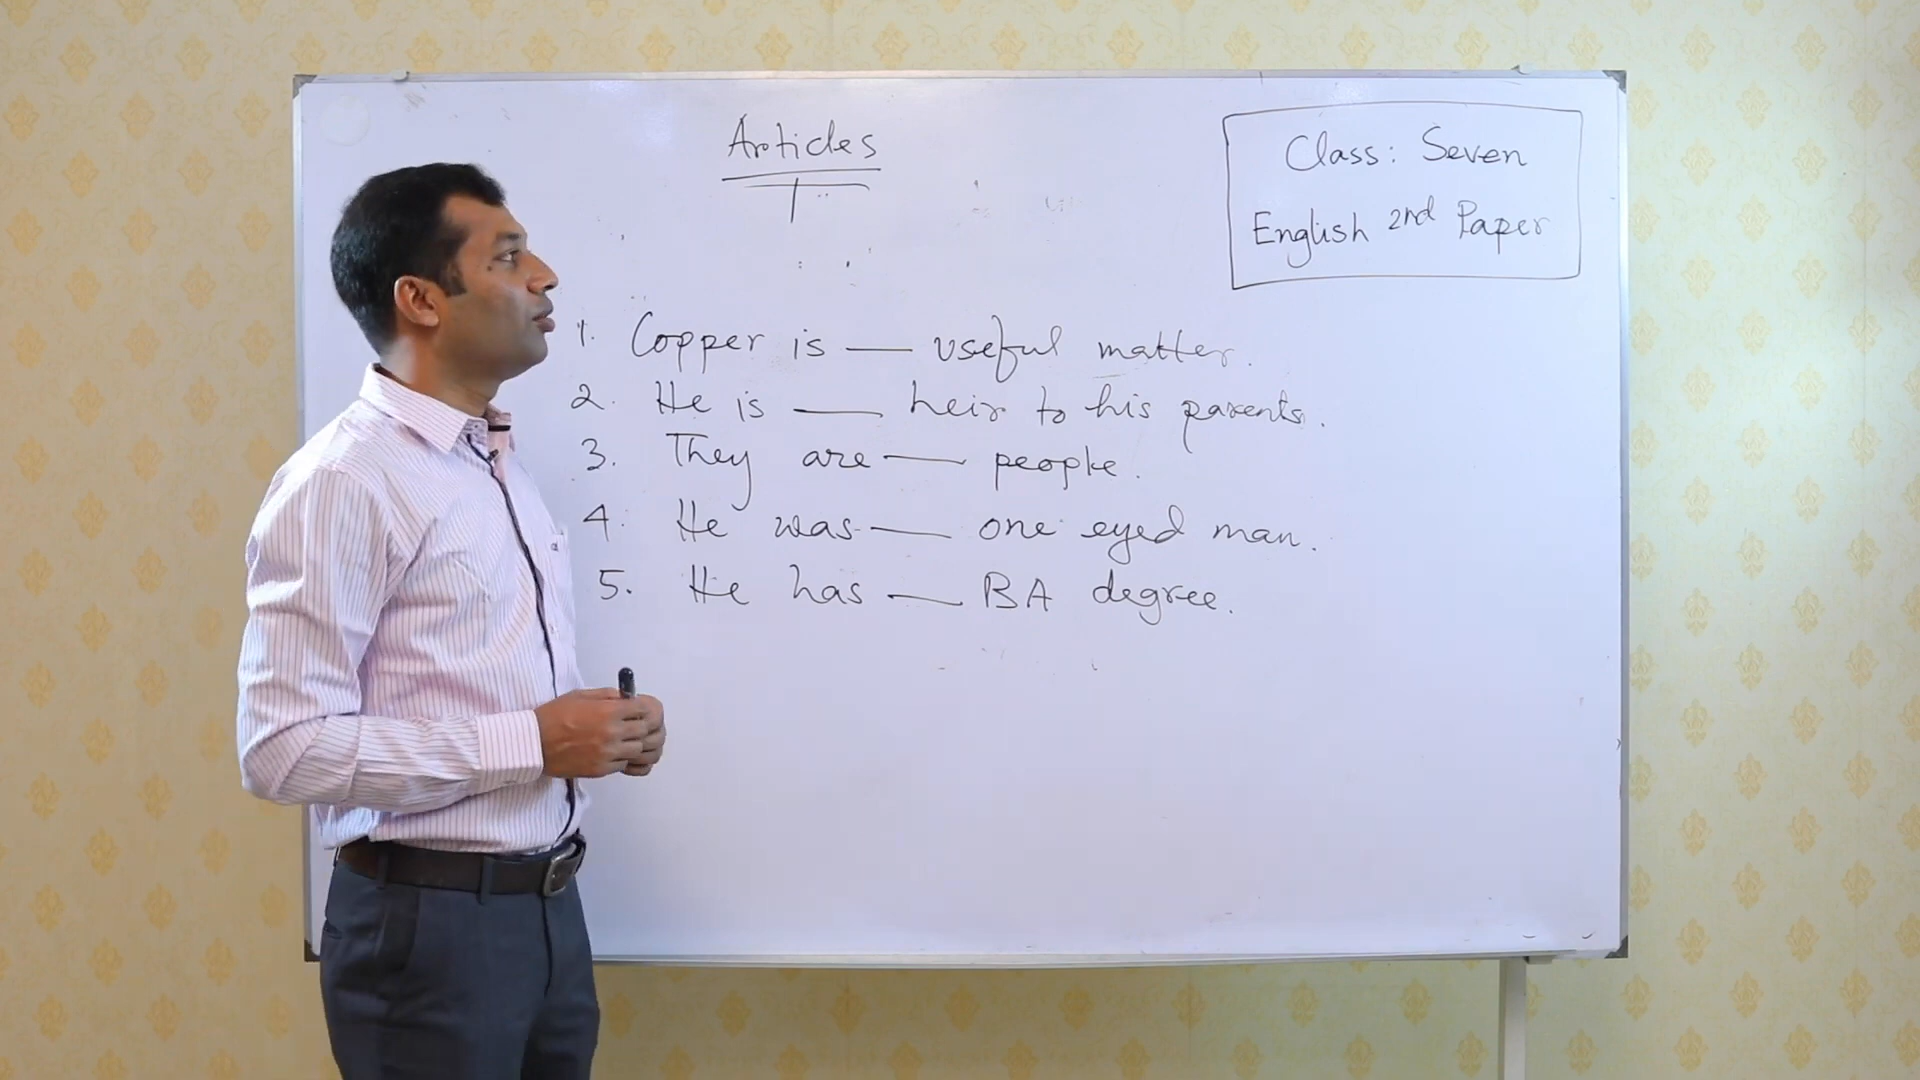 Articles
Class: Seven
English 2nd Paper
1. Copper is — useful matter.
2. He is — heir to his parents.
3. They are — people.
4. He was — one eyed man.
5. He has — BA degree.